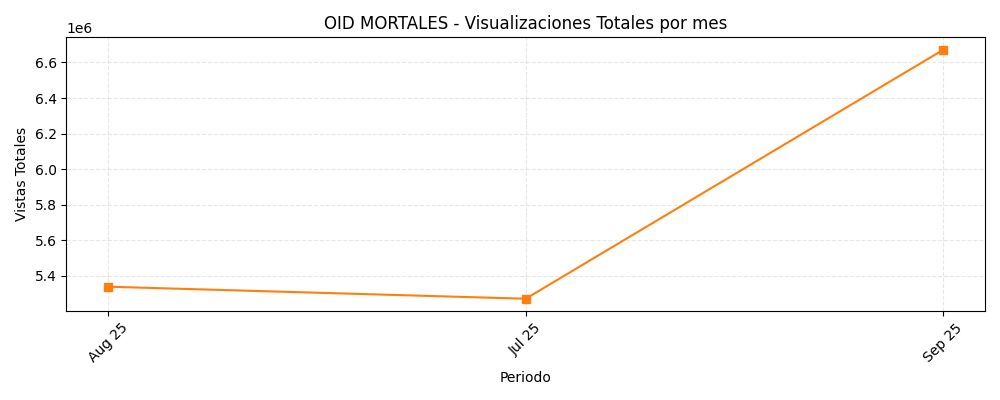 OID MORTALES - Visualizaciones Totales por mes
1e6
Vistas Totales
6.6
6.4
6.2
6.0
5.8
5.6
5.4
Aug 25
Jul 25
Sep 25
Periodo